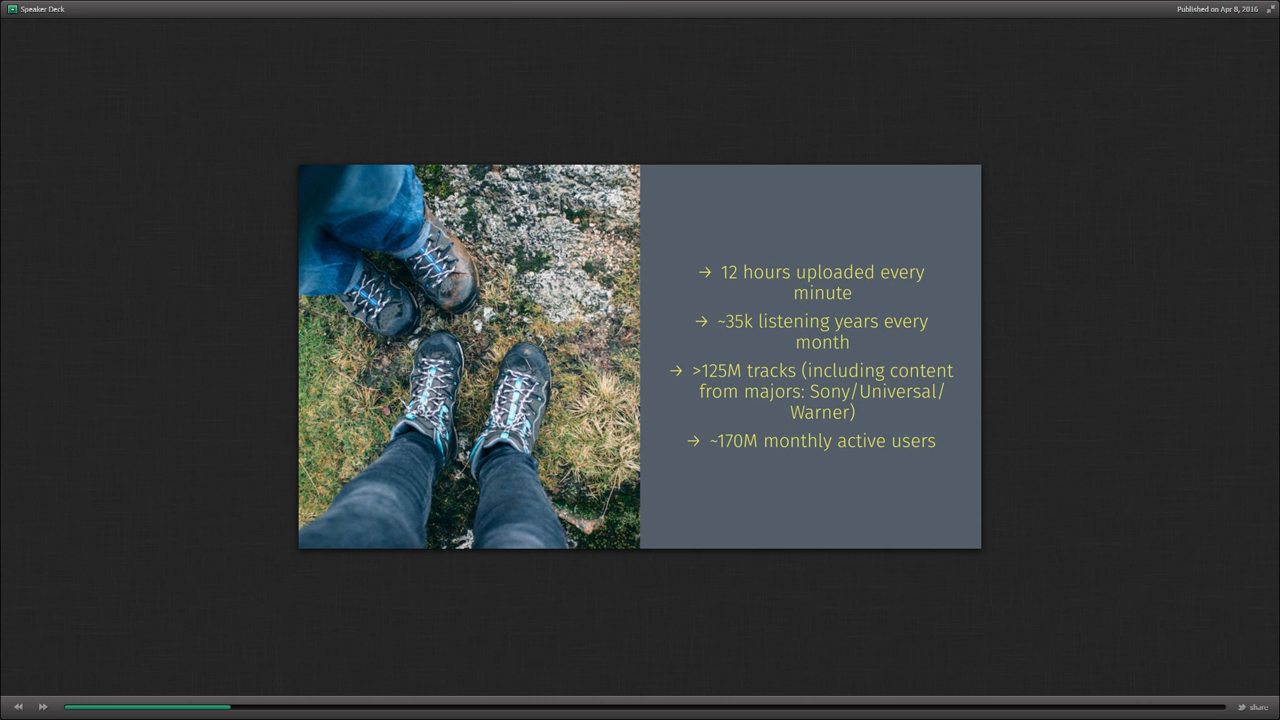 Speaker Deck
Published on Apr 8, 2016
→ 12 hours uploaded every
minute
→ ~35k listening years every
month
→ >125M tracks (including content
from majors: Sony/Universal/
Warner)
→ ~170M monthly active users
share